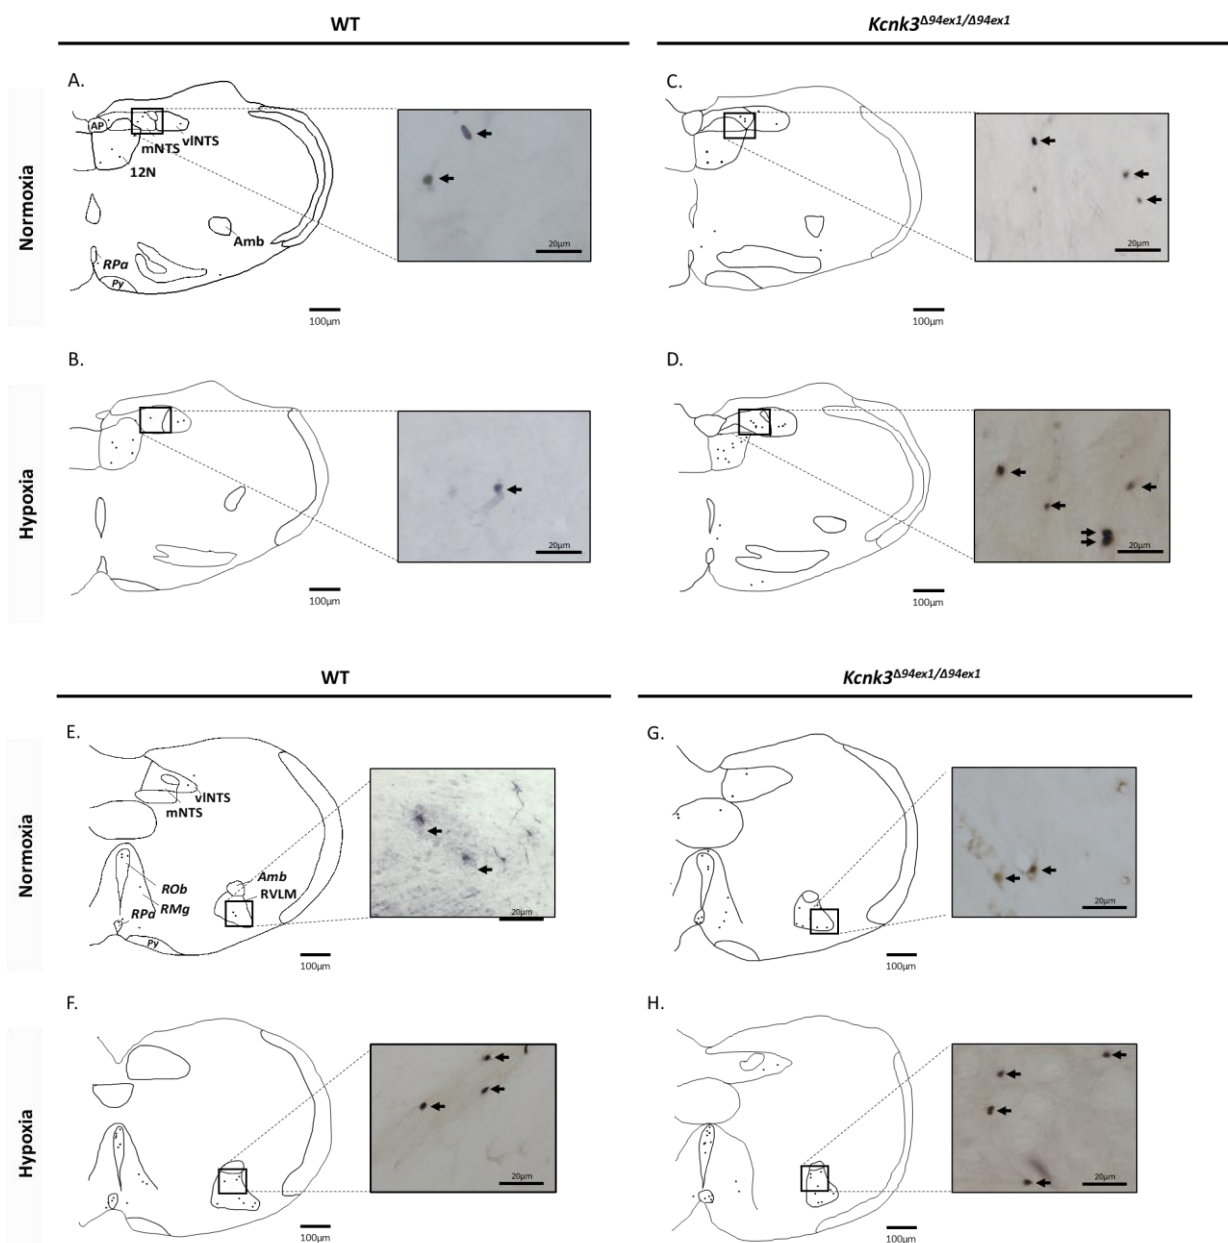 WT
Kcnk3Δ94ex1/Δ94ex1
Normoxia
A.
AP
mNTS
vlNTS
12N
Amb
RPa
Py
20µm
100µm
C.
20µm
100µm
Hypoxia
B.
20µm
100µm
D.
20µm
100µm
WT
Kcnk3Δ94ex1/Δ94ex1
Normoxia
E.
vlNTS
mNTS
ROb
RMg
RPa
Py
Amb
RVLM
20µm
100µm
G.
20µm
100µm
Hypoxia
F.
20µm
100µm
H.
20µm
100µm